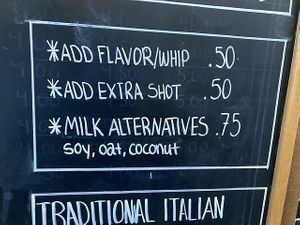 *ADD FLAVOR/WHIP .50
*ADD EXTRA SHOT .50
*MILK ALTERNATIVES .75
soy, oat, coconut
TRADITIONAL ITALIAN